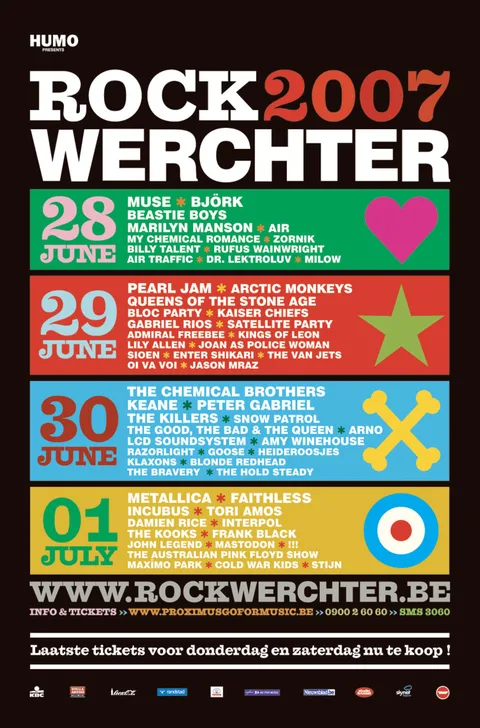 HUMO
PRESENTS
ROCK 2007
WERCHTER
28
JUNE
MUSE * BJÖRK
BEASTIE BOYS
MARILYN MANSON * AIR
MY CHEMICAL ROMANCE * ZORNIK
BILLY TALENT * RUFUS WAINWRIGHT
AIR TRAFFIC * DR. LEKTROLUV * MILOW
29
JUNE
PEARL JAM * ARCTIC MONKEYS
QUEENS OF THE STONE AGE
BLOC PARTY * KAISER CHIEFS
GABRIEL RIOS * SATELLITE PARTY
ADMIRAL FREEBEE * KINGS OF LEON
LILY ALLEN * JOAN AS POLICE WOMAN
SIOEN * ENTER SHIKARI * THE VAN JETS
OI VA VOI * JASON MRAZ
30
JUNE
THE CHEMICAL BROTHERS
KEANE * PETER GABRIEL
THE KILLERS * SNOW PATROL
THE GOOD, THE BAD & THE QUEEN * ARNO
LCD SOUNDSYSTEM * AMY WINEHOUSE
RAZORLIGHT * GOOSE * HEIDEROOSJES
KLAXONS * BLONDE REDHEAD
THE BRAVERY * THE HOLD STEADY
01
JULY
METALLICA * FAITHLESS
INCUBUS * TORI AMOS
DAMIEN RICE * INTERPOL
THE KOOKS * FRANK BLACK
JOHN LEGEND * MASTODON * !!!
THE AUSTRALIAN PINK FLOYD SHOW
MAXÏMO PARK * COLD WAR KIDS * STIJN
WWW.ROCKWERCHTER.BE
INFO & TICKETS >> WWW.PROXIMUSGOFORMUSIC.BE >> 0900 2 60 60 >> SMS 3060
Laatste tickets voor donderdag en zaterdag nu te koop !
KBC